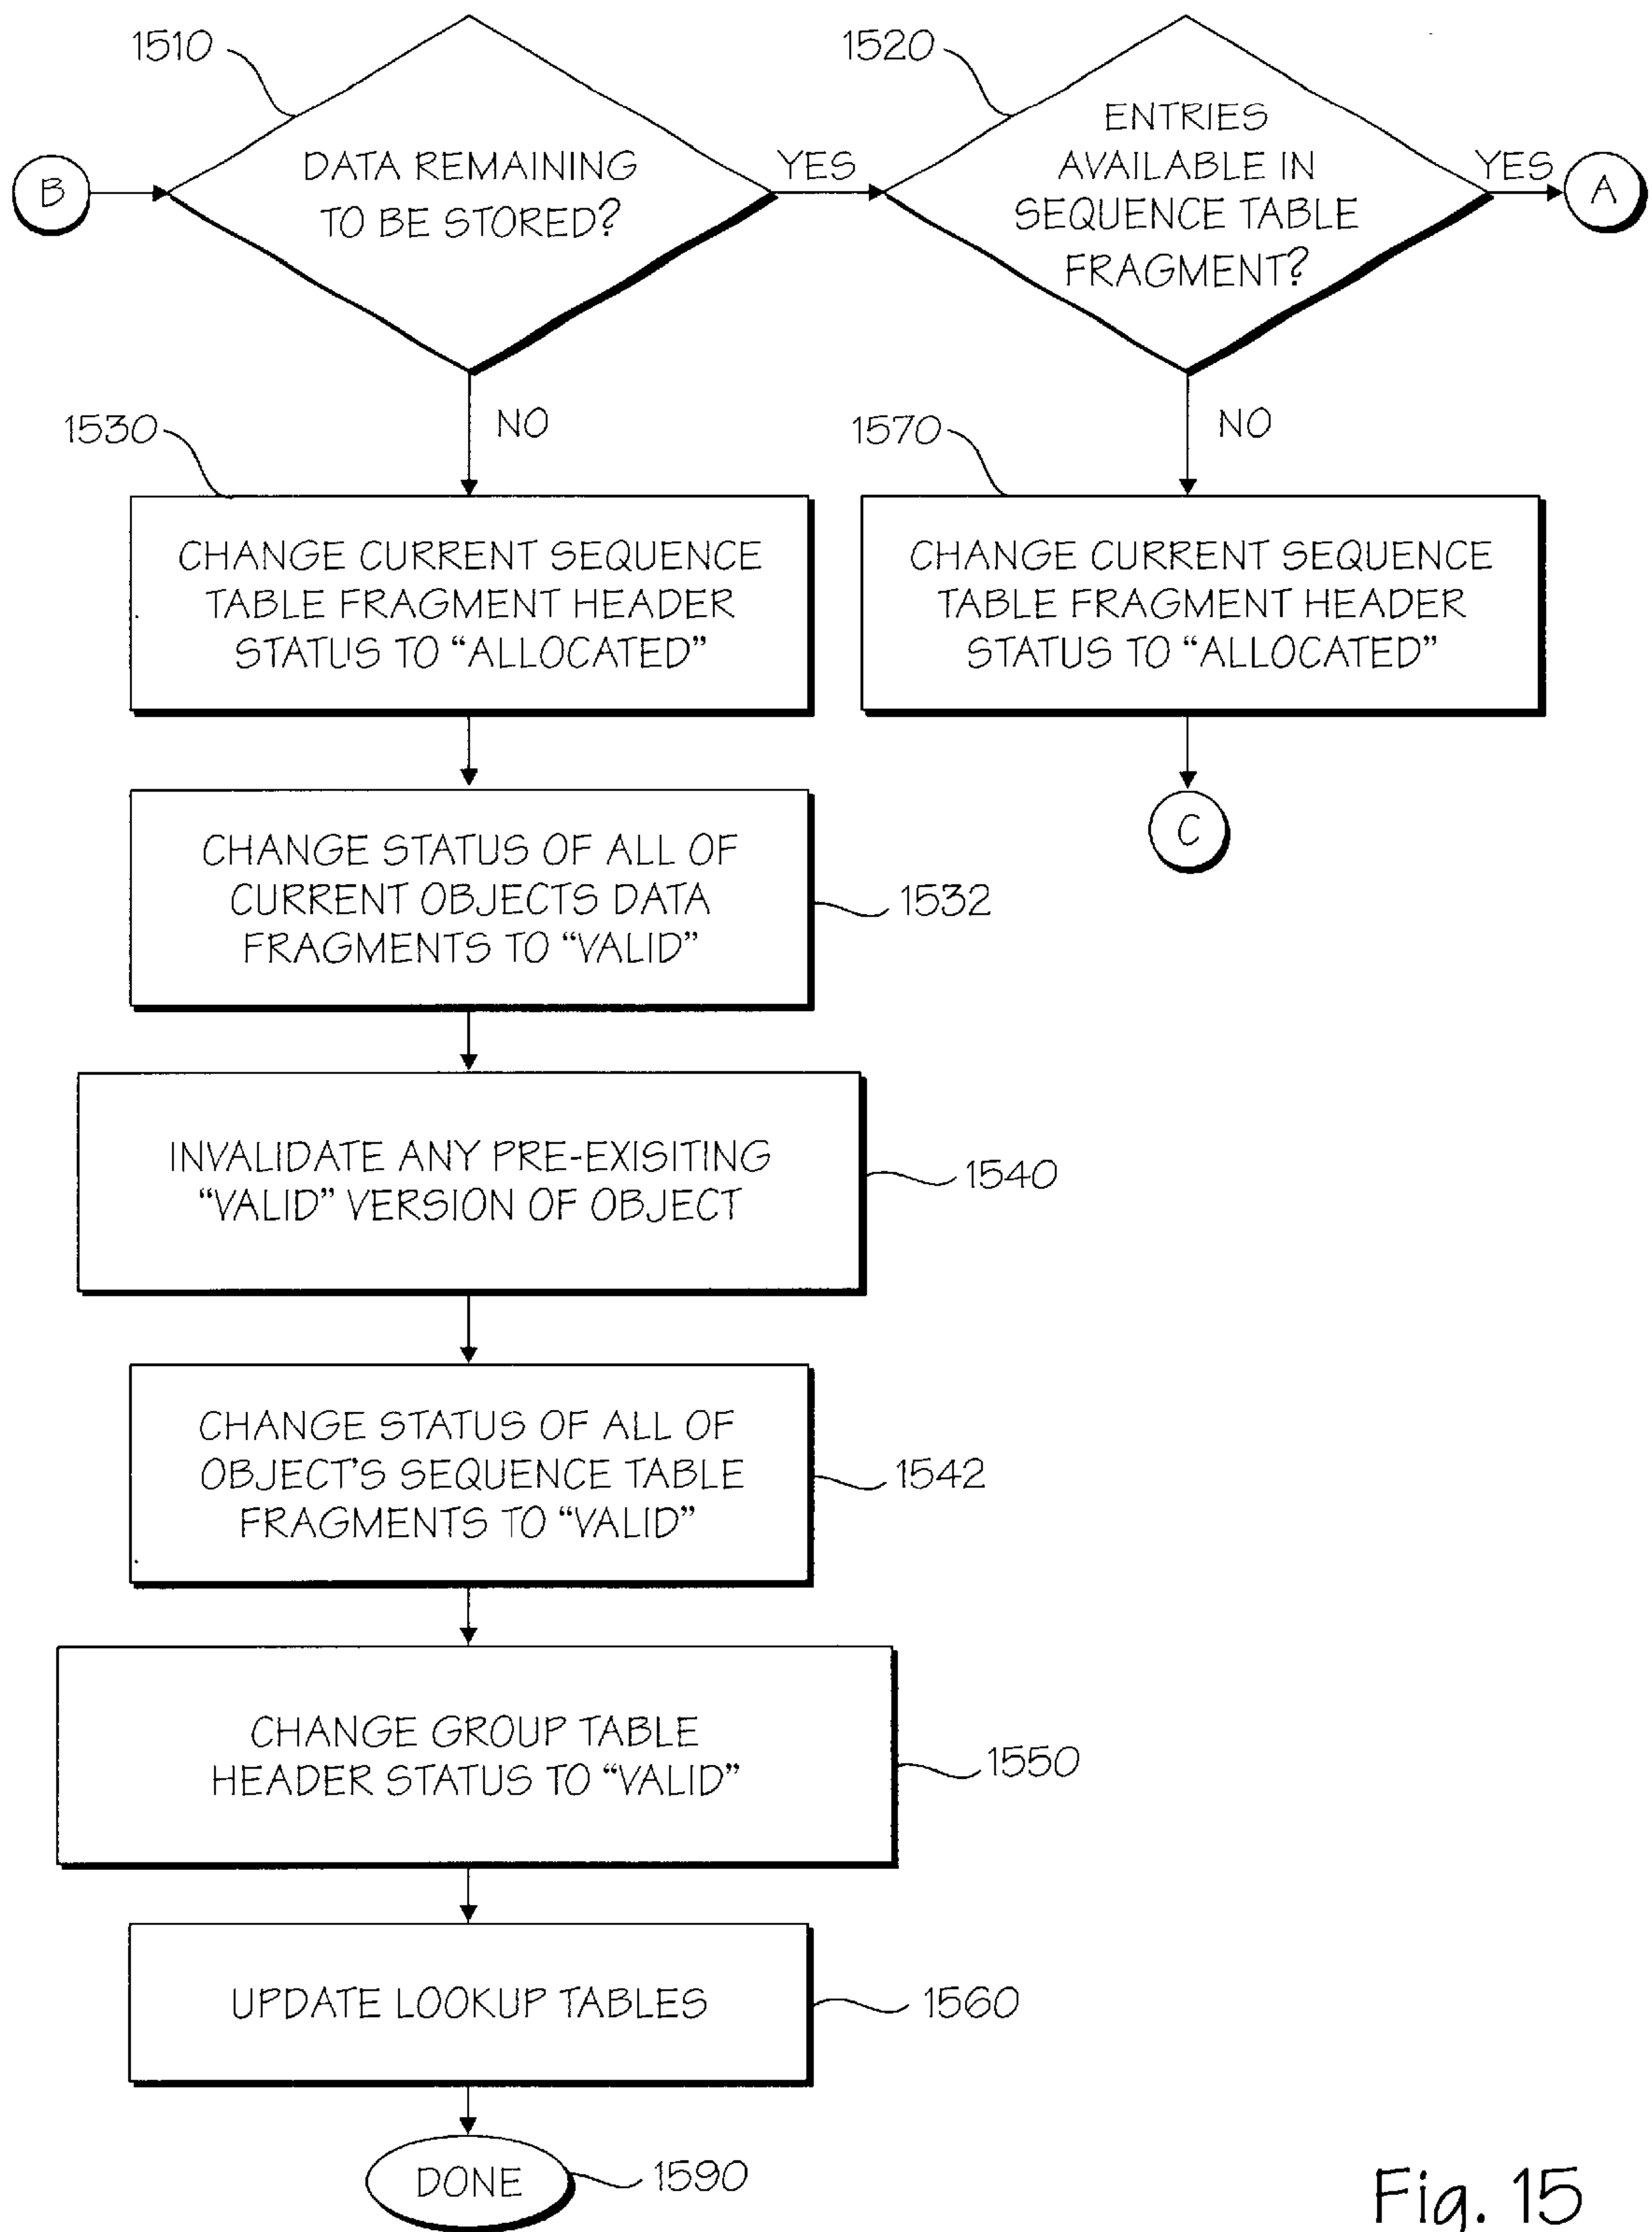 1510
1520
B
DATA REMAINING
TO BE STORED?
YES
ENTRIES
AVAILABLE IN
SEQUENCE TABLE
FRAGMENT?
YES
A
NO
NO
1530
CHANGE CURRENT SEQUENCE
TABLE FRAGMENT HEADER
STATUS TO “ALLOCATED”
1570
CHANGE CURRENT SEQUENCE
TABLE FRAGMENT HEADER
STATUS TO “ALLOCATED”
C
CHANGE STATUS OF ALL OF
CURRENT OBJECTS DATA
FRAGMENTS TO “VALID”
1532
INVALIDATE ANY PRE-EXISITING
“VALID” VERSION OF OBJECT
1540
CHANGE STATUS OF ALL OF
OBJECT'S SEQUENCE TABLE
FRAGMENTS TO “VALID”
1542
CHANGE GROUP TABLE
HEADER STATUS TO “VALID”
1550
UPDATE LOOKUP TABLES
1560
DONE
1590
Fig. 15